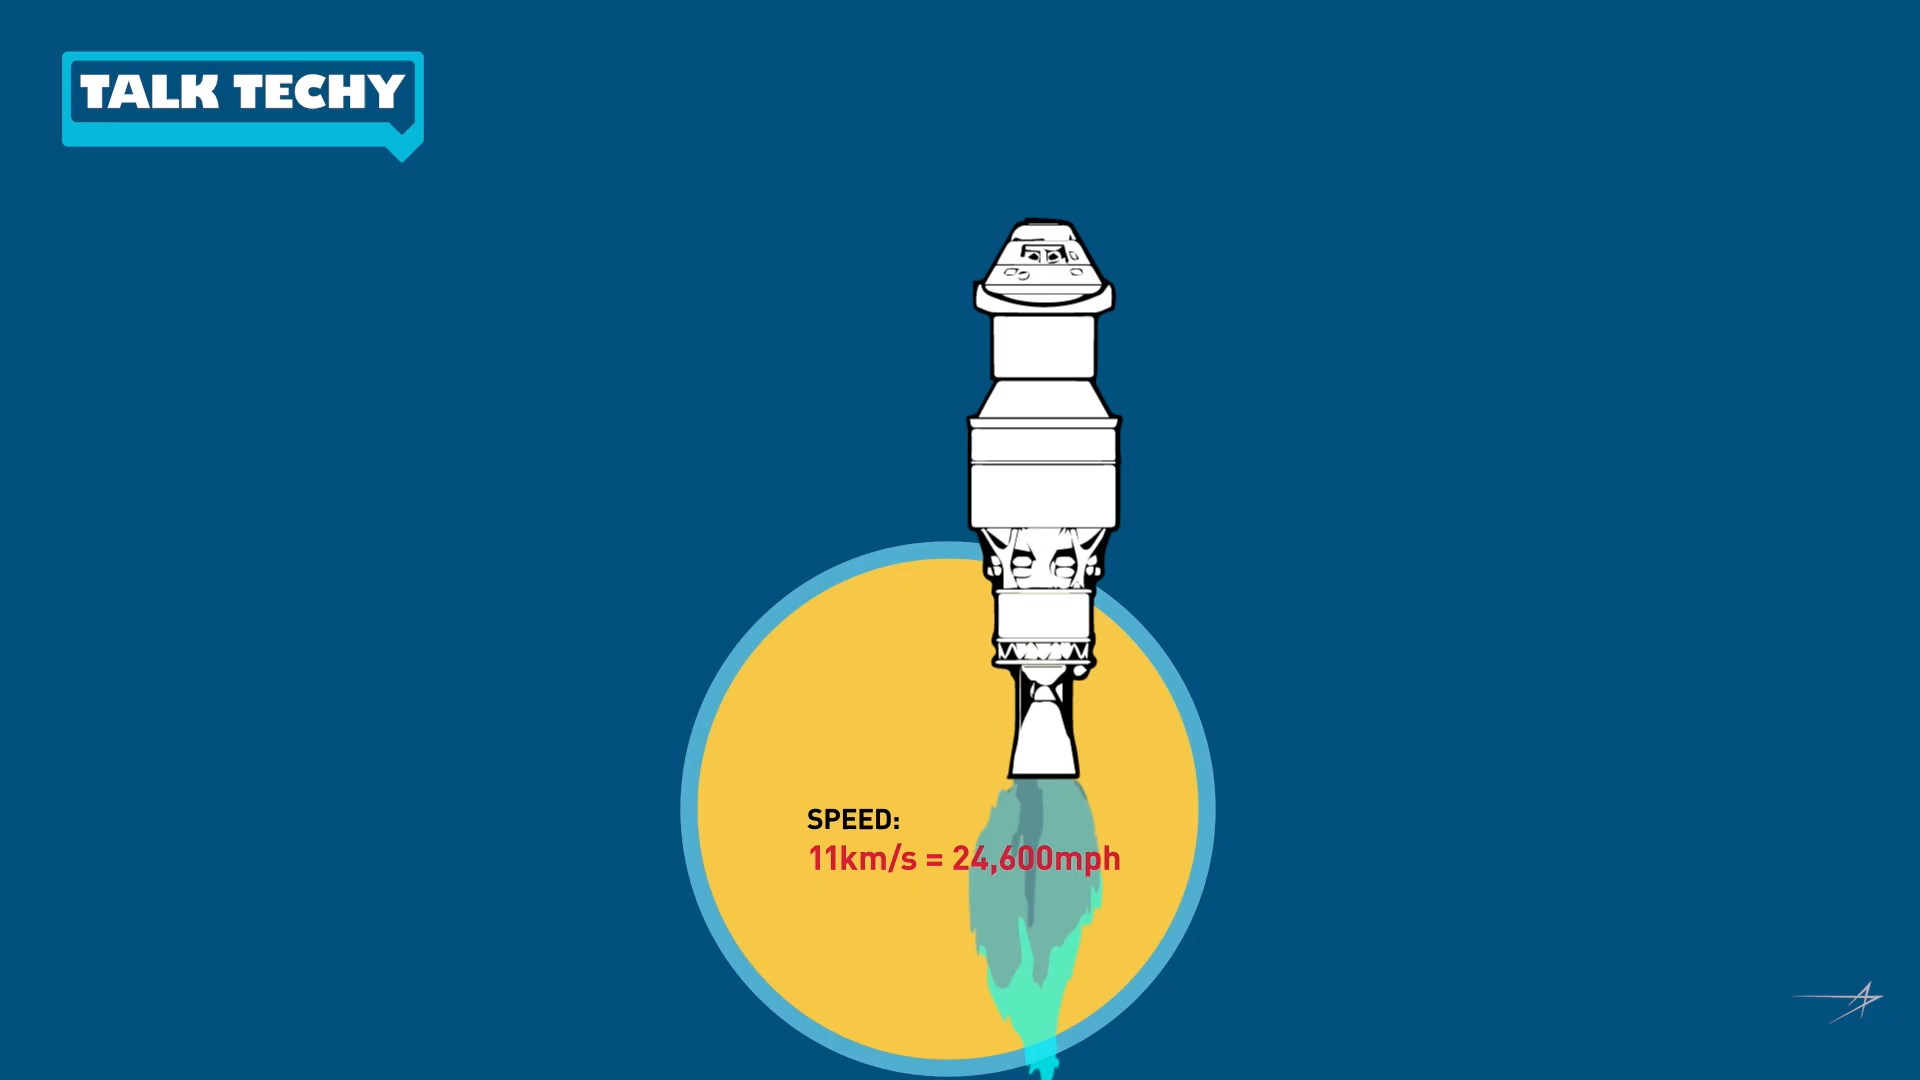 TALK TECHY
SPEED:
11km/s = 24,600mph